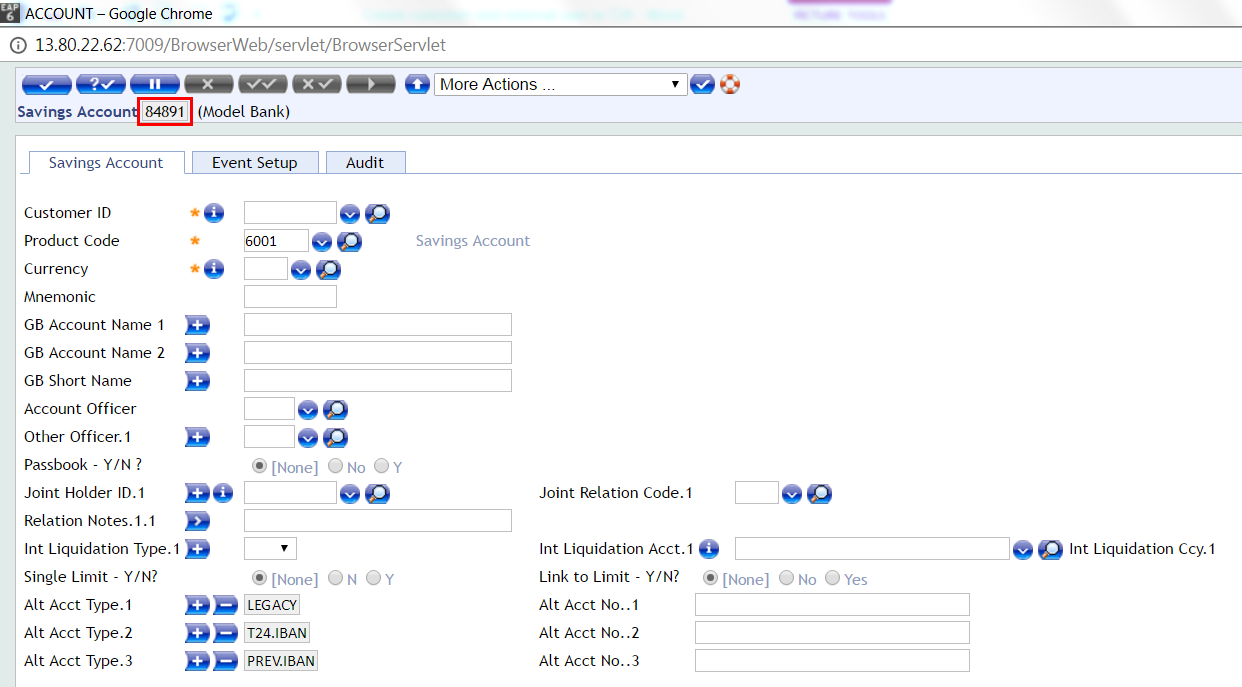 EAP 6 ACCOUNT – Google Chrome
13.80.22.62:7009/BrowserWeb/servlet/BrowserServlet
? More Actions ...
Savings Account 84891 (Model Bank)
Savings Account Event Setup Audit
Customer ID *
Product Code * 6001 Savings Account
Currency *
Mnemonic
GB Account Name 1
GB Account Name 2
GB Short Name
Account Officer
Other Officer.1
Passbook - Y/N ? [None] No Y
Joint Holder ID.1 Joint Relation Code.1
Relation Notes.1.1
Int Liquidation Type.1 Int Liquidation Acct.1 Int Liquidation Ccy.1
Single Limit - Y/N? [None] N Y Link to Limit - Y/N? [None] No Yes
Alt Acct Type.1 LEGACY Alt Acct No..1
Alt Acct Type.2 T24.IBAN Alt Acct No..2
Alt Acct Type.3 PREV.IBAN Alt Acct No..3